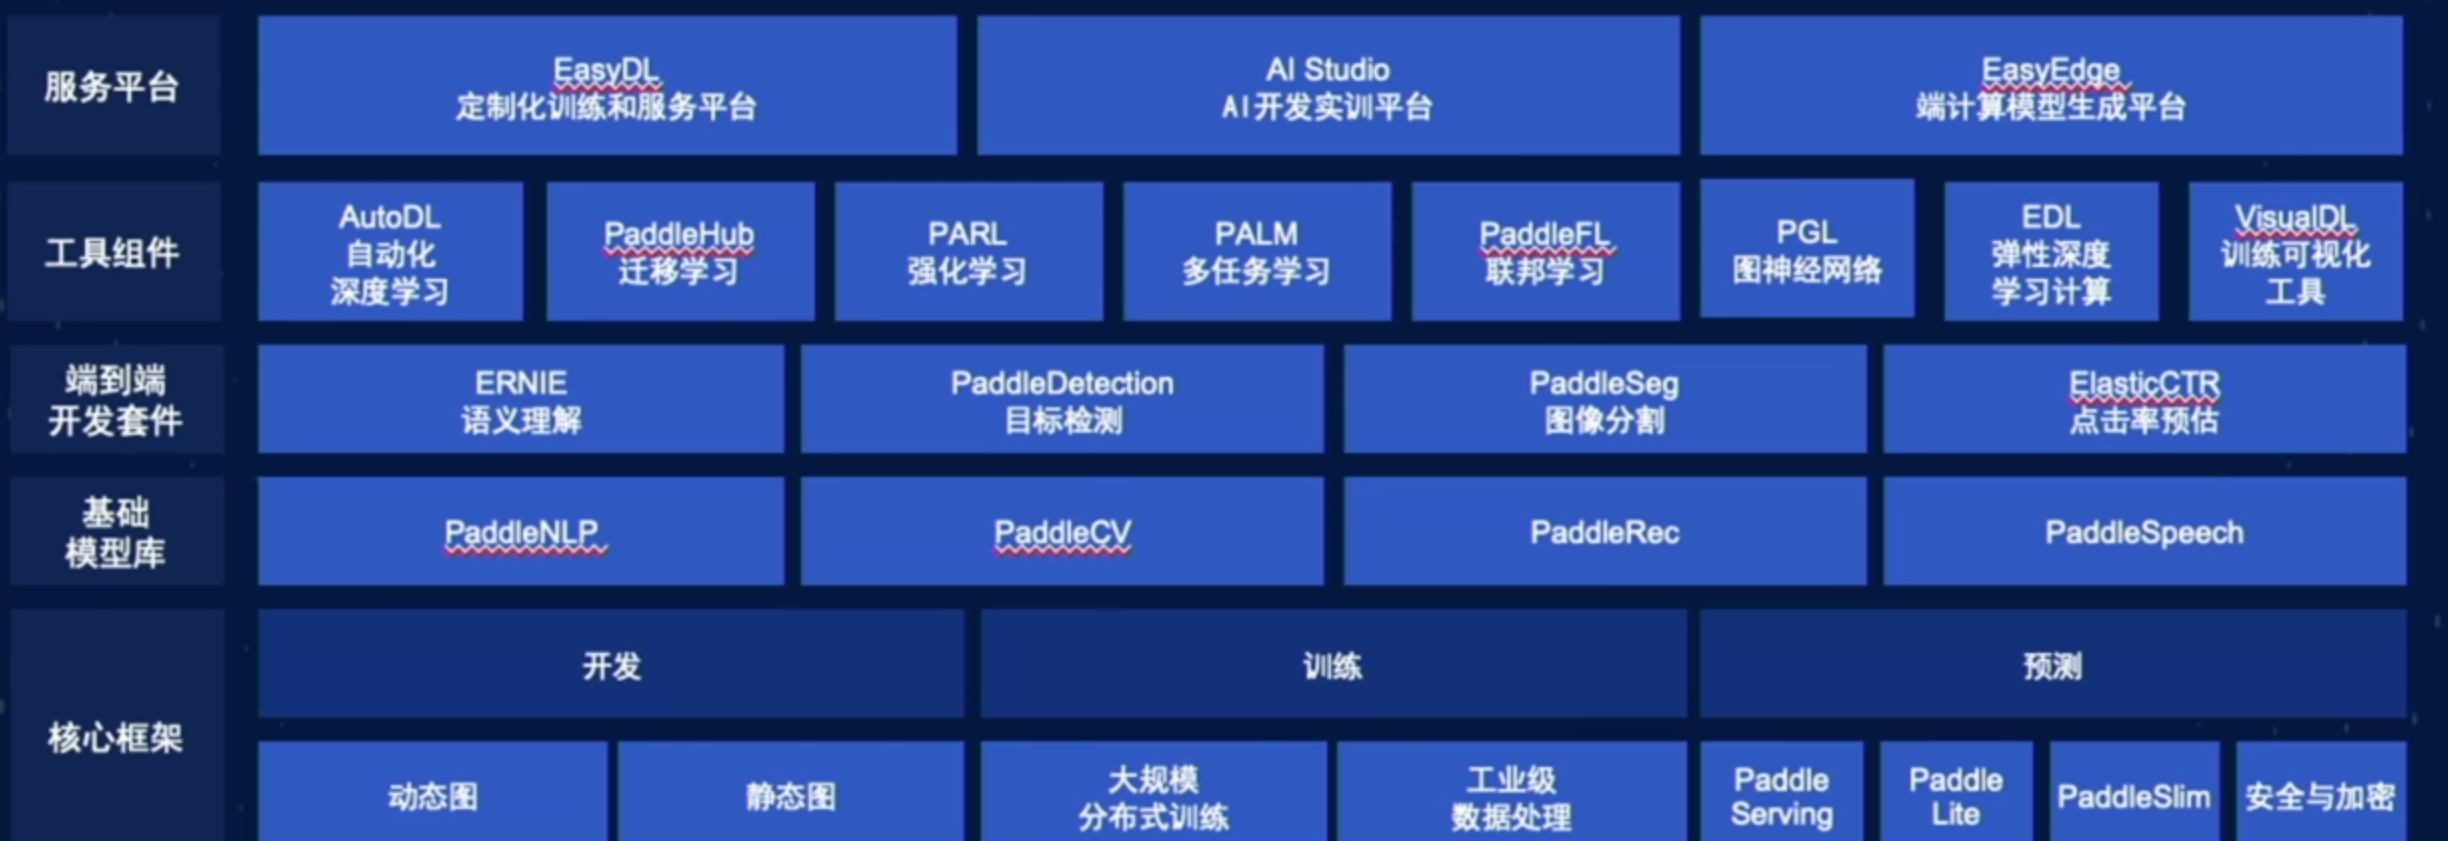 服务平台
EasyDL
定制化训练和服务平台
AI Studio
AI开发实训平台
EasyEdge
端计算模型生成平台
工具组件
AutoDL
自动化
深度学习
PaddleHub
迁移学习
PARL
强化学习
PALM
多任务学习
PaddleFL
联邦学习
PGL
图神经网络
EDL
弹性深度
学习计算
VisualDL
训练可视化
工具
端到端
开发套件
ERNIE
语义理解
PaddleDetection
目标检测
PaddleSeg
图像分割
ElasticCTR
点击率预估
基础
模型库
PaddleNLP
PaddleCV
PaddleRec
PaddleSpeech
核心框架
开发
训练
预测
动态图
静态图
大规模
分布式训练
工业级
数据处理
Paddle
Serving
Paddle
Lite
PaddleSlim
安全与加密